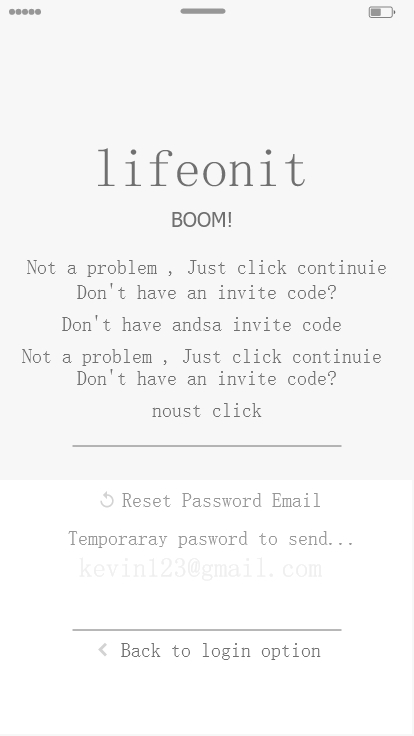 lifeonit
BOOM!
Not a problem , Just click continuie
Don't have an invite code?
Don't have andsa invite code
Not a problem , Just click continuie
Don't have an invite code?
noust click
Reset Password Email
Temporaray pasword to send...
kevin123@gmail.com
Back to login option